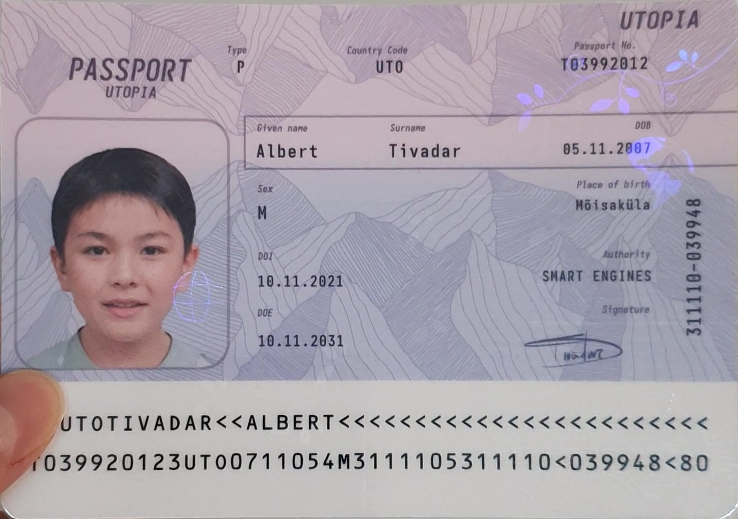 UTOPIA
PASSPORT
UTOPIA
Type
P
Country Code
UTO
Passport No.
T03992012
Given name
Albert
Surname
Tivadar
DOB
05.11.2007
Sex
M
Place of birth
Mõisaküla
DOI
10.11.2021
Authority
SMART ENGINES
DOE
10.11.2031
Signature
Tivadar
311110-039948
UTOTIVADAR<<ALBERT<<<<<<<<<<<<<<<<<<<<<<<<
T039920123UTO0711054M3111105311110<039948<80